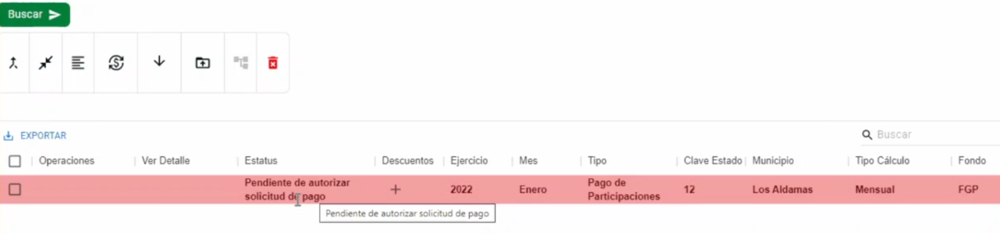 Buscar
EXPORTAR
Buscar
Operaciones Ver Detalle Estatus Descuentos Ejercicio Mes Tipo Clave Estado Municipio Tipo Cálculo Fondo
Pendiente de autorizar Pago de
solicitud de pago + 2022 Enero Participaciones 12 Los Aldamas Mensual FGP
Pendiente de autorizar solicitud de pago